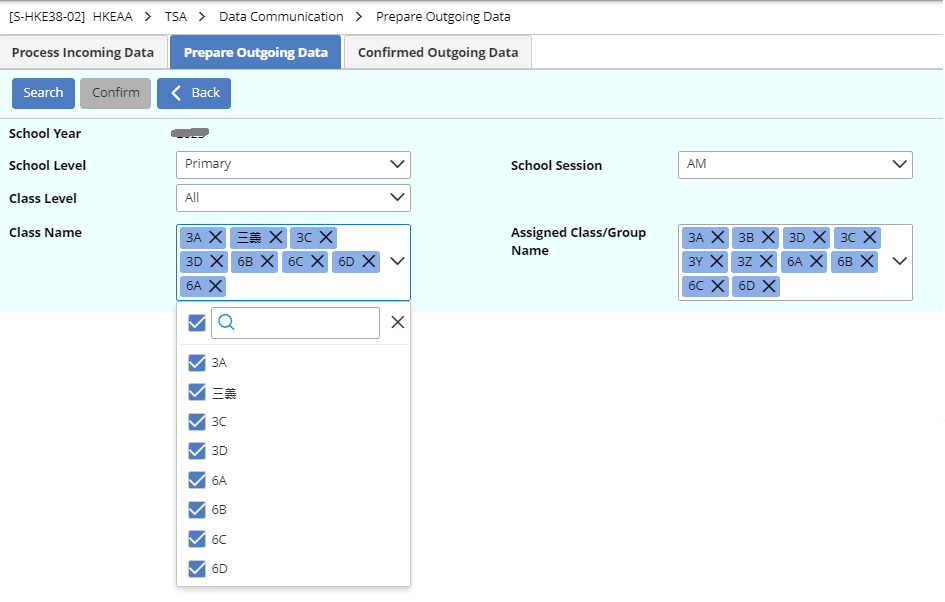 [S-HKE38-02] HKEAA > TSA > Data Communication > Prepare Outgoing Data
Process Incoming Data Prepare Outgoing Data Confirmed Outgoing Data
Search Confirm Back
School Year
School Level Primary School Session AM
Class Level All
Class Name Assigned Class/Group Name
3A 三義 3C
3D 6B 6C 6D
6A
3A 3B 3D 3C
3Y 3Z 6A 6B
6C 6D
3A
三義
3C
3D
6A
6B
6C
6D